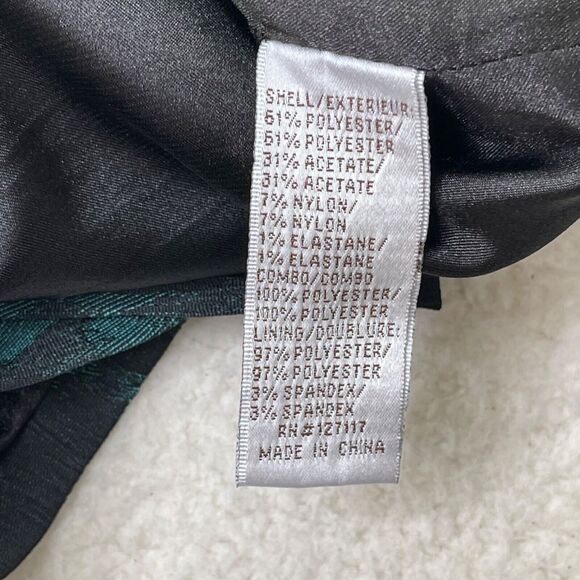 SHELL/EXTERIEUR:
61% POLYESTER/
61% POLYESTER
31% ACETATE/
31% ACETATE
7% NYLON/
7% NYLON
1% ELASTANE/
1% ELASTANE
COMBO/COMBO
100% POLYESTER/
100% POLYESTER
LINING/DOUBLURE:
97% POLYESTER/
97% POLYESTER
3% SPANDEX/
3% SPANDEX
RN#127117
MADE IN CHINA